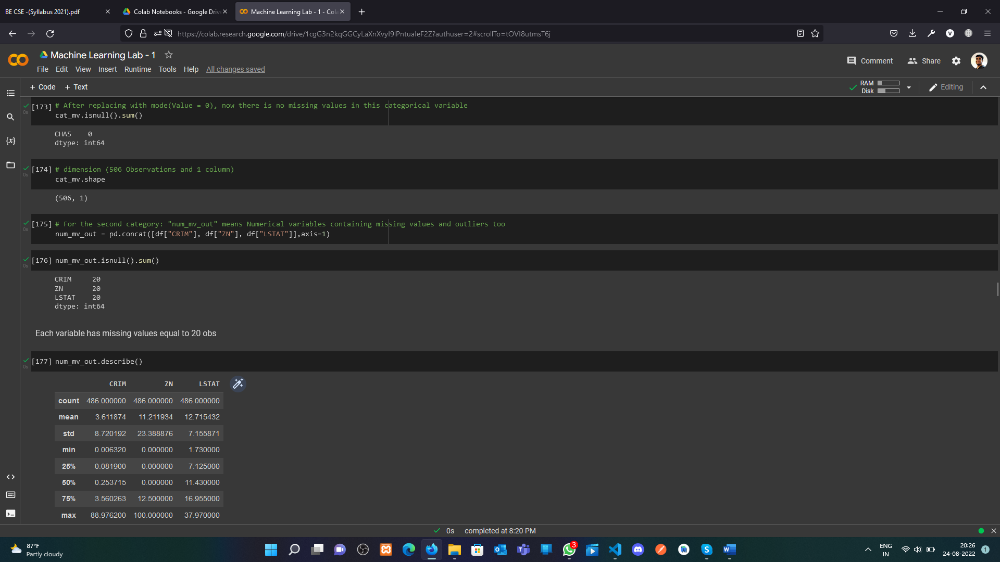 BE CSE -(Syllabus 2021).pdf
Colab Notebooks - Google Driv
Machine Learning Lab - 1 - Cola
https://colab.research.google.com/drive/1cgG3n2kqGGCyLaXnXvyI9IPntuaIeF2Z?authuser=2#scrollTo=tOVI8utmsT6j
Machine Learning Lab - 1
File Edit View Insert Runtime Tools Help All changes saved
Comment
Share
+ Code + Text
RAM
Disk
Editing
[173] # After replacing with mode(Value = 0), now there is no missing values in this categorical variable
cat_mv.isnull().sum()
0s
CHAS 0
dtype: int64
[174] # dimension (506 Observations and 1 column)
cat_mv.shape
0s
(506, 1)
[175] # For the second category: "num_mv_out" means Numerical variables containing missing values and outliers too
num_mv_out = pd.concat([df["CRIM"], df["ZN"], df["LSTAT"]],axis=1)
0s
[176] num_mv_out.isnull().sum()
0s
CRIM 20
ZN 20
LSTAT 20
dtype: int64
Each variable has missing values equal to 20 obs
[177] num_mv_out.describe()
0s
CRIM ZN LSTAT
count 486.000000 486.000000 486.000000
mean 3.611874 11.211934 12.715432
std 8.720192 23.388876 7.155871
min 0.006320 0.000000 1.730000
25% 0.081900 0.000000 7.125000
50% 0.253715 0.000000 11.430000
75% 3.560263 12.500000 16.955000
max 88.976200 100.000000 37.970000
0s completed at 8:20 PM
87°F
Partly cloudy
3
ENG
IN
20:26
24-08-2022
1